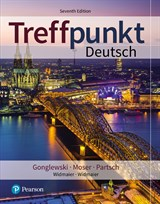 Seventh Edition
Treffpunkt
Deutsch
Gonglewski · Moser · Partsch
Widmaier · Widmaier
Pearson